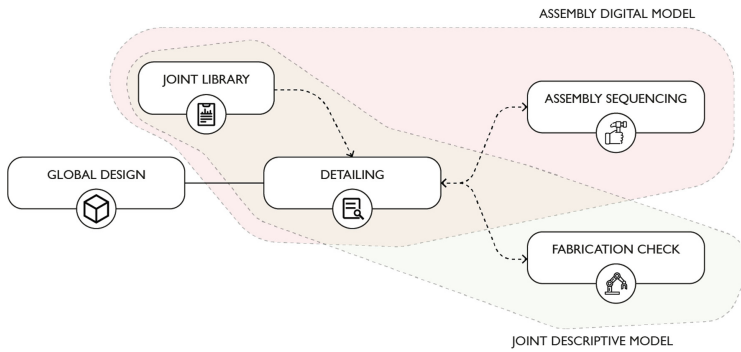 ASSEMBLY DIGITAL MODEL
JOINT LIBRARY
ASSEMBLY SEQUENCING
GLOBAL DESIGN
DETAILING
FABRICATION CHECK
JOINT DESCRIPTIVE MODEL